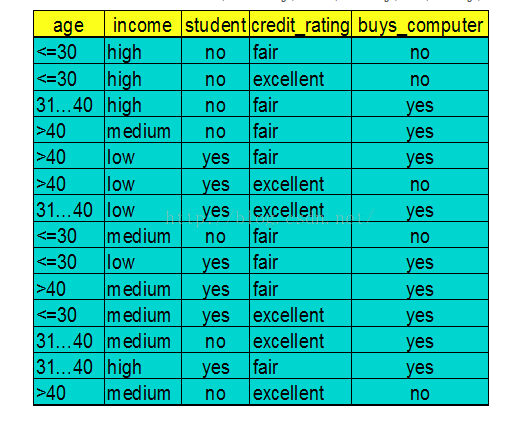 age income student credit_rating buys_computer
<=30 high no fair no
<=30 high no excellent no
31…40 high no fair yes
>40 medium no fair yes
>40 low yes fair yes
>40 low yes excellent no
31…40 low yes excellent yes
<=30 medium no fair no
<=30 low yes fair yes
>40 medium yes fair yes
<=30 medium yes excellent yes
31…40 medium no excellent yes
31…40 high yes fair yes
>40 medium no excellent no